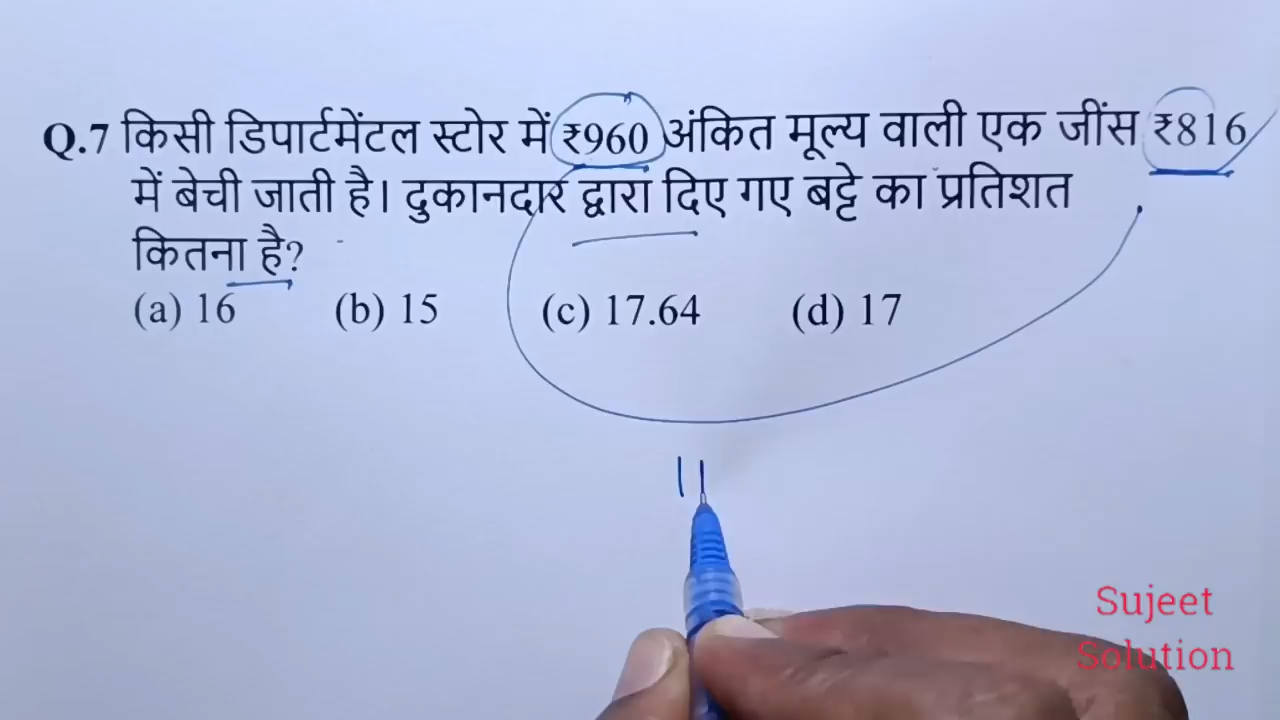 Q.7 किसी डिपार्टमेंटल स्टोर में ₹960 अंकित मूल्य वाली एक जींस ₹816
में बेची जाती है। दुकानदार द्वारा दिए गए बट्टे का प्रतिशत
कितना है?
(a) 16 (b) 15 (c) 17.64 (d) 17
Sujeet
Solution